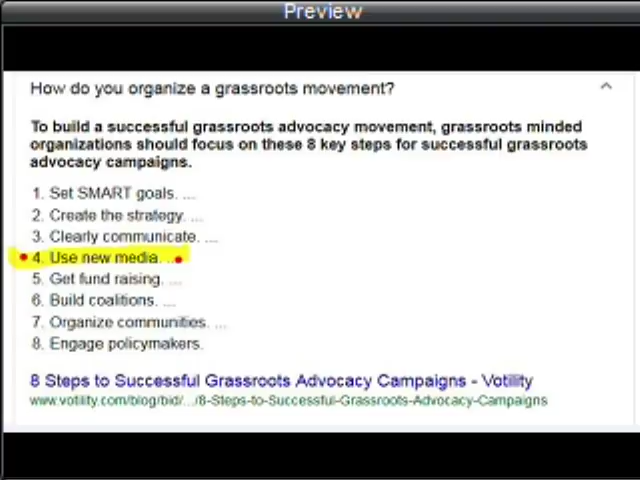 Preview
How do you organize a grassroots movement?
To build a successful grassroots advocacy movement, grassroots minded
organizations should focus on these 8 key steps for successful grassroots
advocacy campaigns.
1. Set SMART goals. ...
2. Create the strategy. ...
3. Clearly communicate. ...
4. Use new media. ...
5. Get fund raising. ...
6. Build coalitions. ...
7. Organize communities. ...
8. Engage policymakers.
8 Steps to Successful Grassroots Advocacy Campaigns - Votility
www.votility.com/blog/bid/.../8-Steps-to-Successful-Grassroots-Advocacy-Campaigns